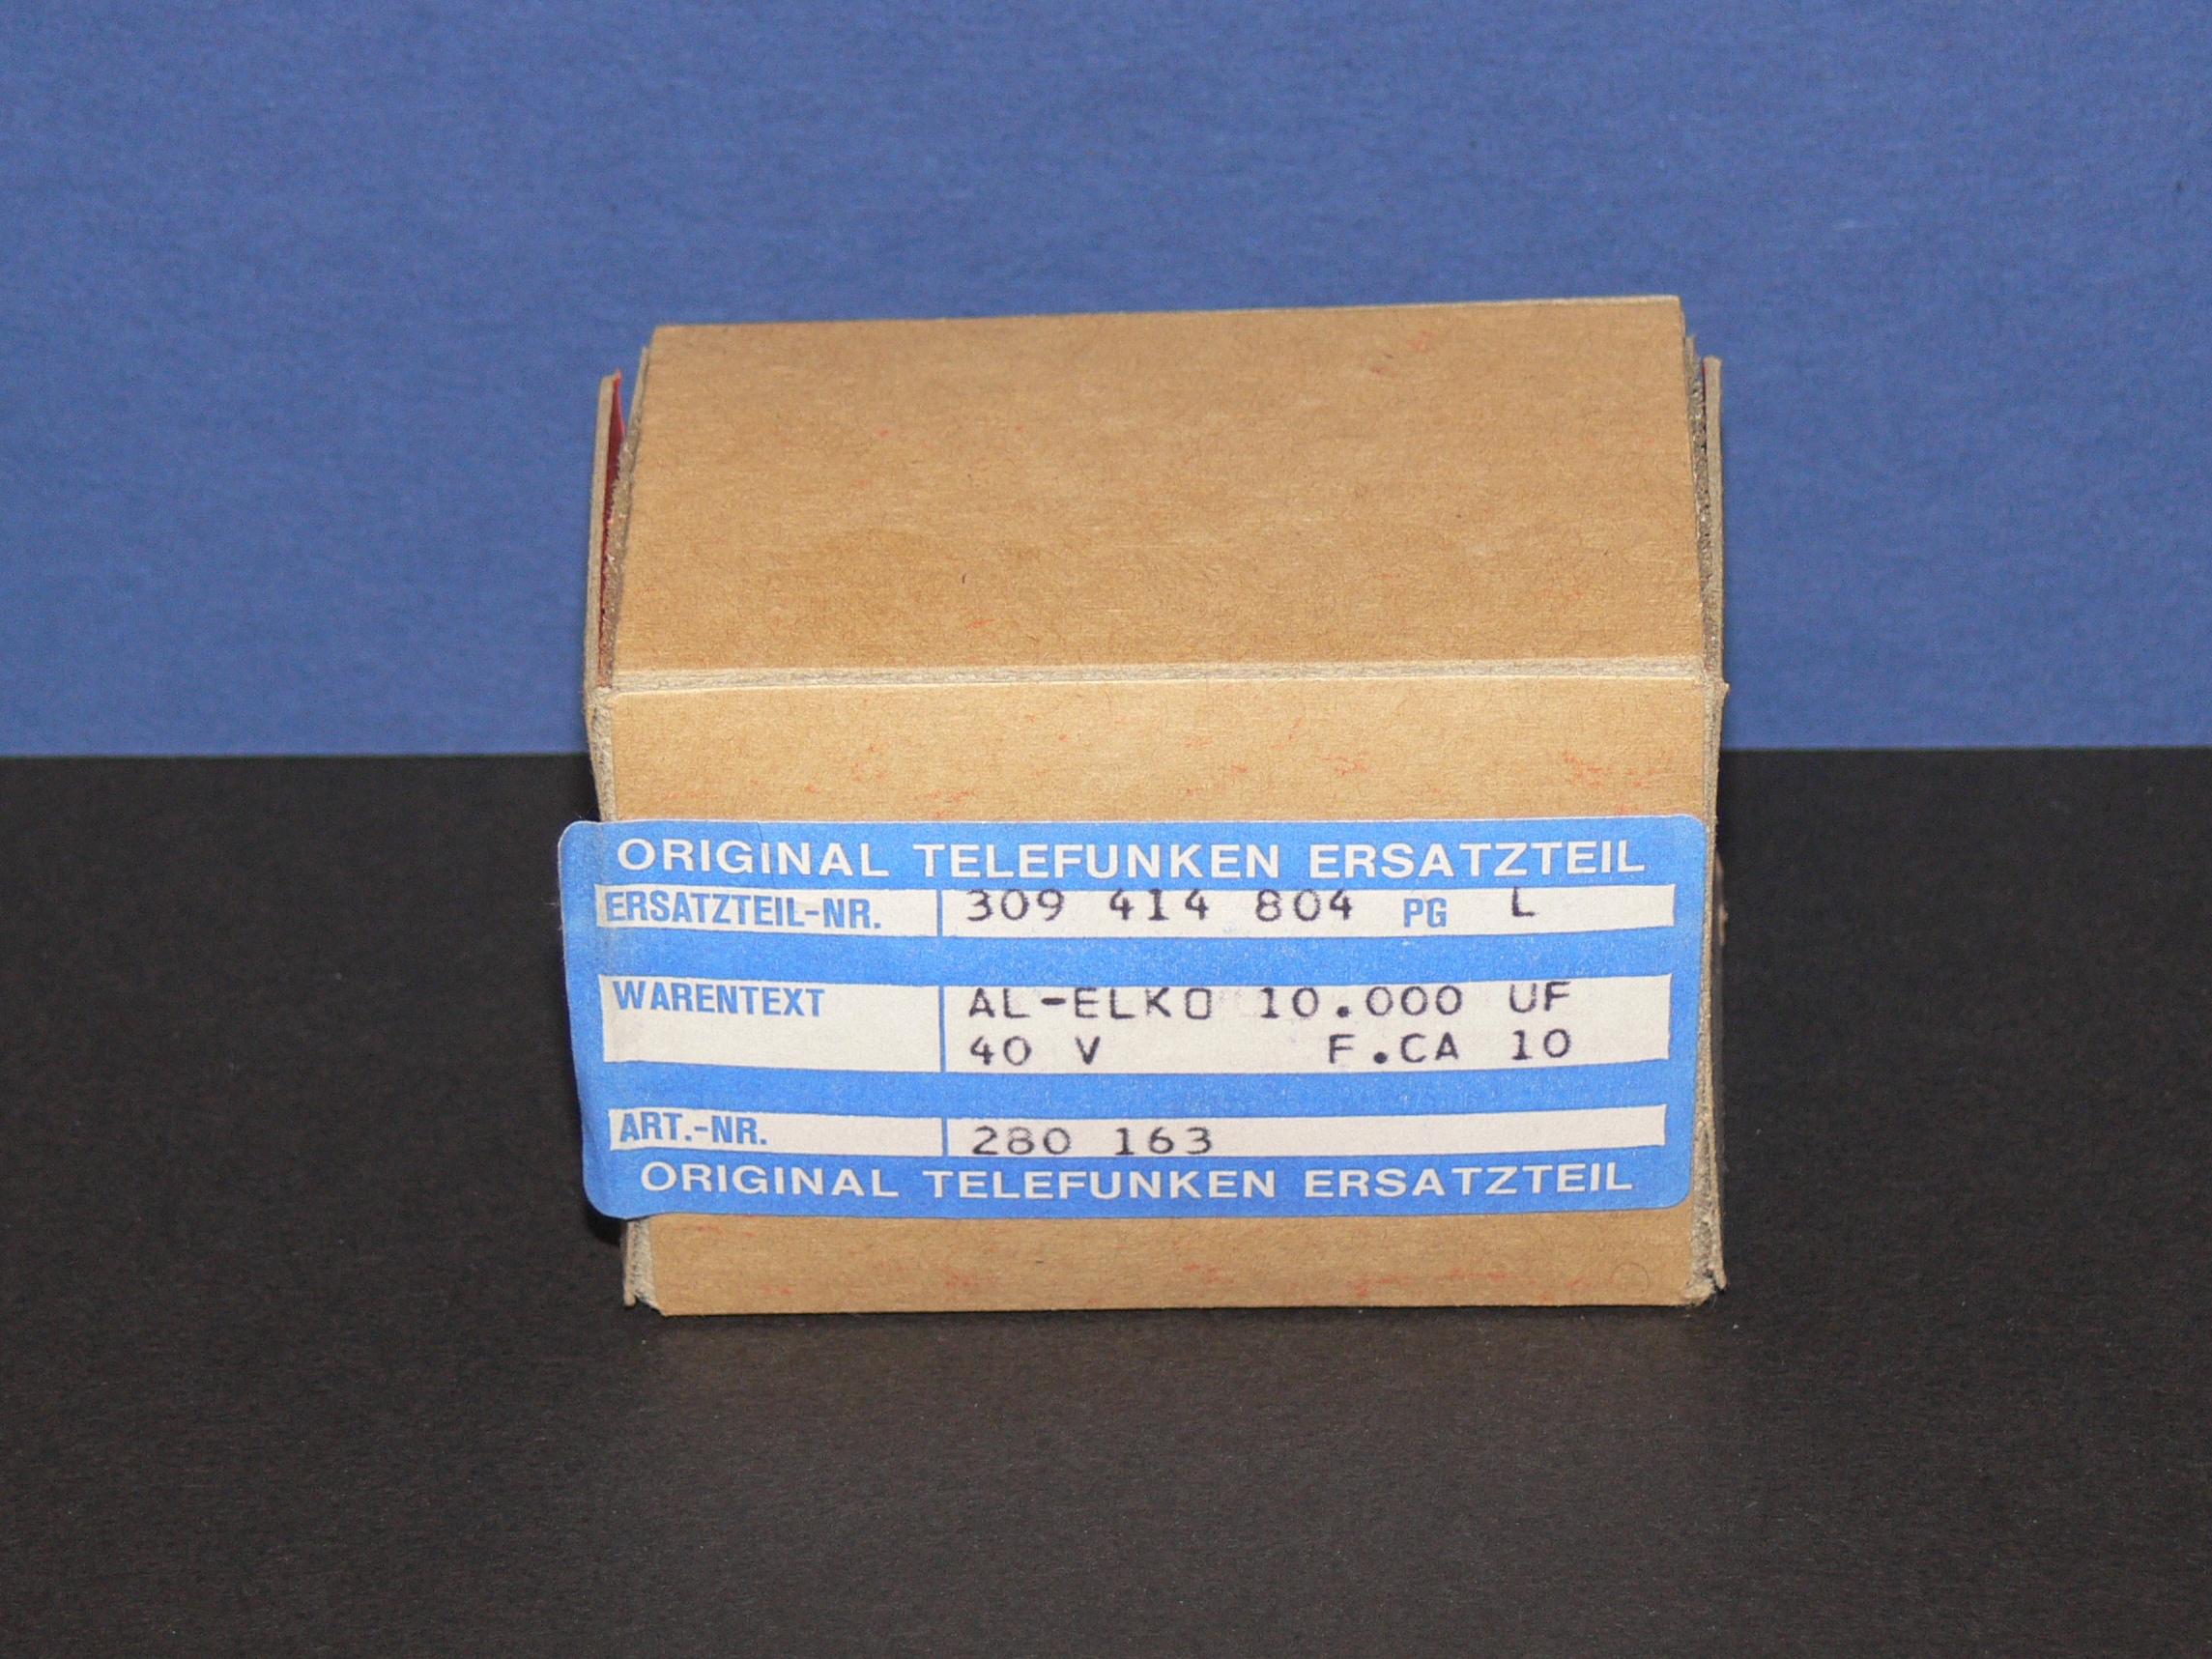 ORIGINAL TELEFUNKEN ERSATZTEIL
ERSATZTEIL-NR. 309 414 804 PG L
WARENTEXT AL-ELKO 10.000 UF
40 V F.CA 10
ART.-NR. 280 163
ORIGINAL TELEFUNKEN ERSATZTEIL